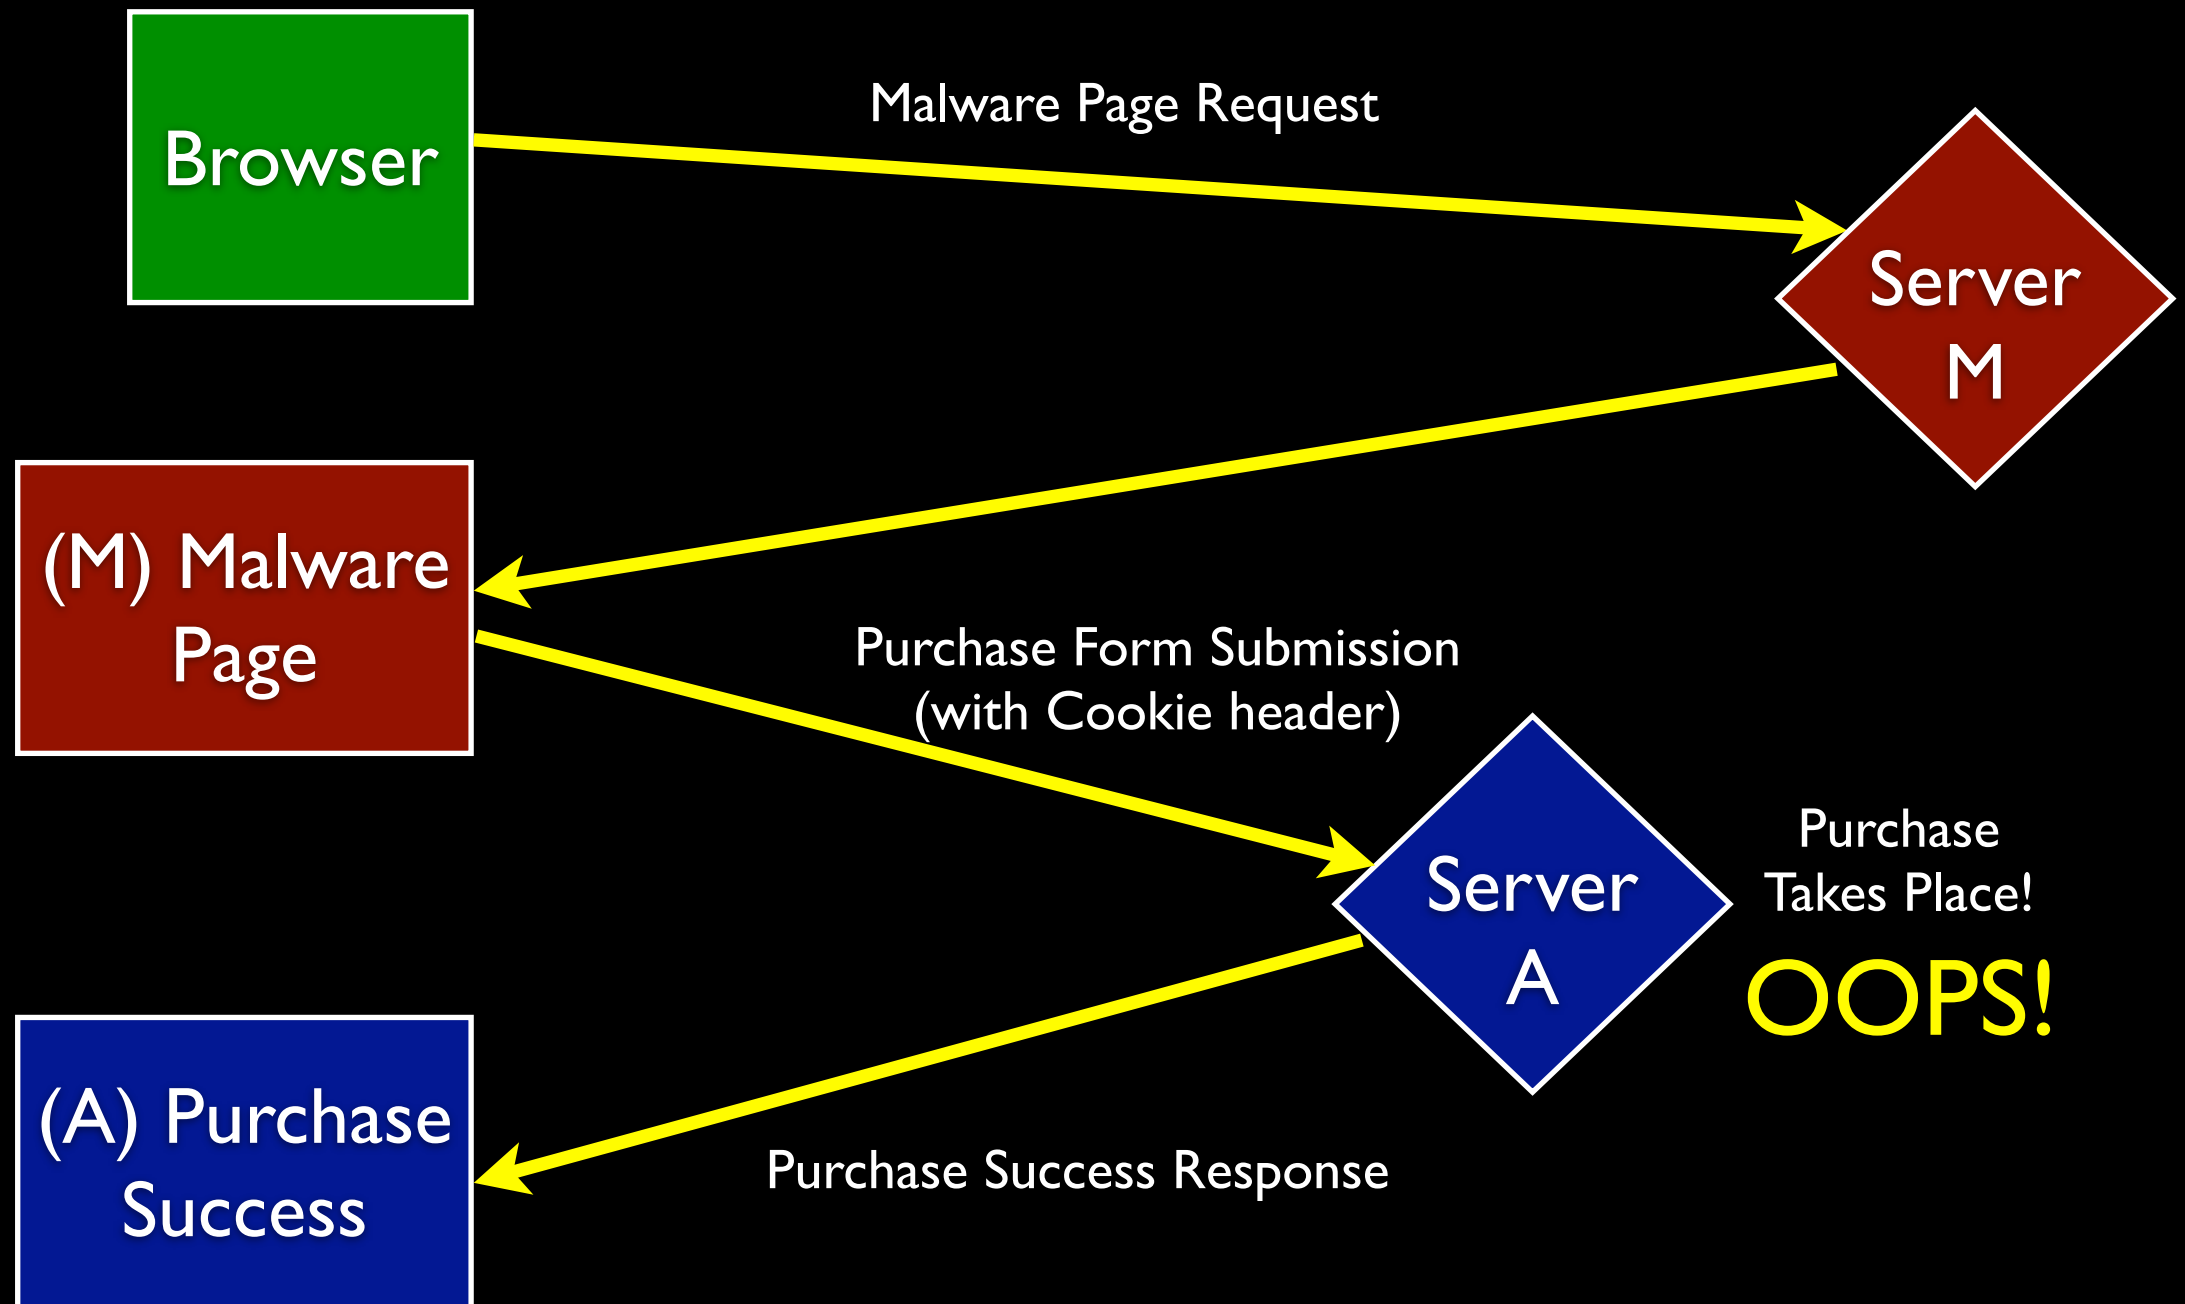 Browser
Malware Page Request
Server
M
(M) Malware
Page
Purchase Form Submission
(with Cookie header)
Server
A
Purchase
Takes Place!
OOPS!
(A) Purchase
Success
Purchase Success Response